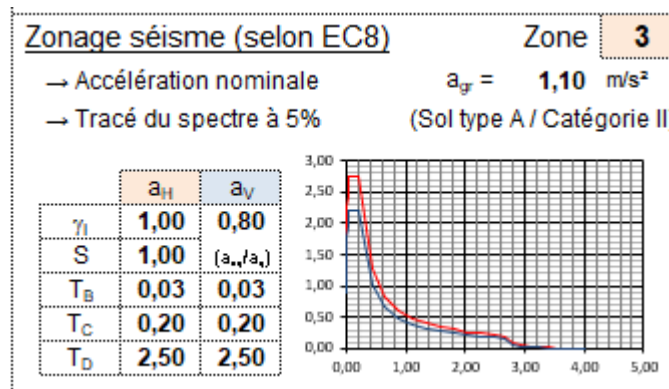 Zonage séisme (selon EC8) Zone 3
→ Accélération nominale a_gr = 1,10 m/s²
→ Tracé du spectre à 5% (Sol type A / Catégorie II
a_H a_V
γ_I 1,00 0,80
S 1,00
T_B 0,03 0,03
T_C 0,20 0,20
T_D 2,50 2,50
3,00
2,50
2,00
1,50
1,00
0,50
0,00
0,00 1,00 2,00 3,00 4,00 5,00